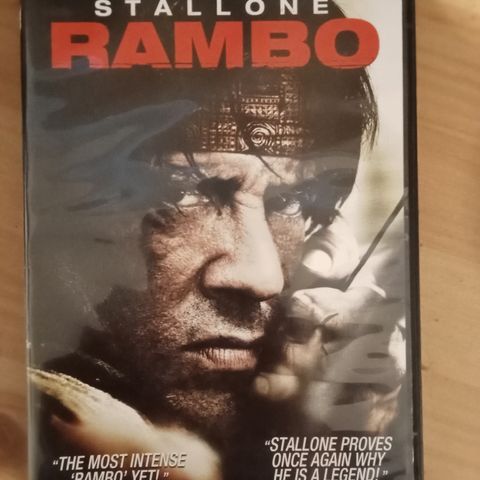 STALLONE
RAMBO
"THE MOST INTENSE
'RAMBO' YET!"
"STALLONE PROVES
ONCE AGAIN WHY
HE IS A LEGEND!"